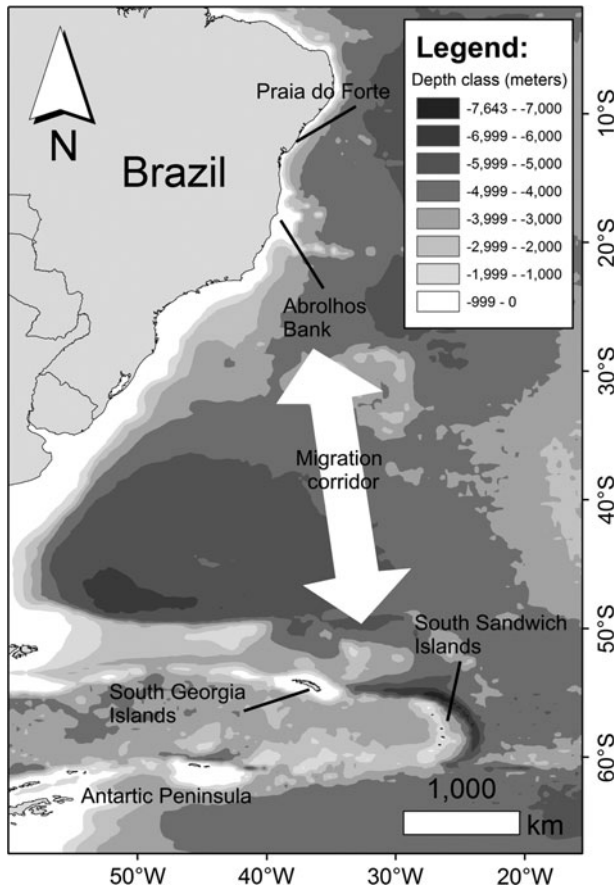 Legend:
Depth class (meters)
-7,643 - -7,000
-6,999 - -6,000
-5,999 - -5,000
-4,999 - -4,000
-3,999 - -3,000
-2,999 - -2,000
-1,999 - -1,000
-999 - 0
N
Brazil
Praia do Forte
Abrolhos
Bank
Migration
corridor
South Sandwich
Islands
South Georgia
Islands
Antartic Peninsula
1,000
km
10°S
20°S
30°S
40°S
50°S
60°S
50°W
40°W
30°W
20°W